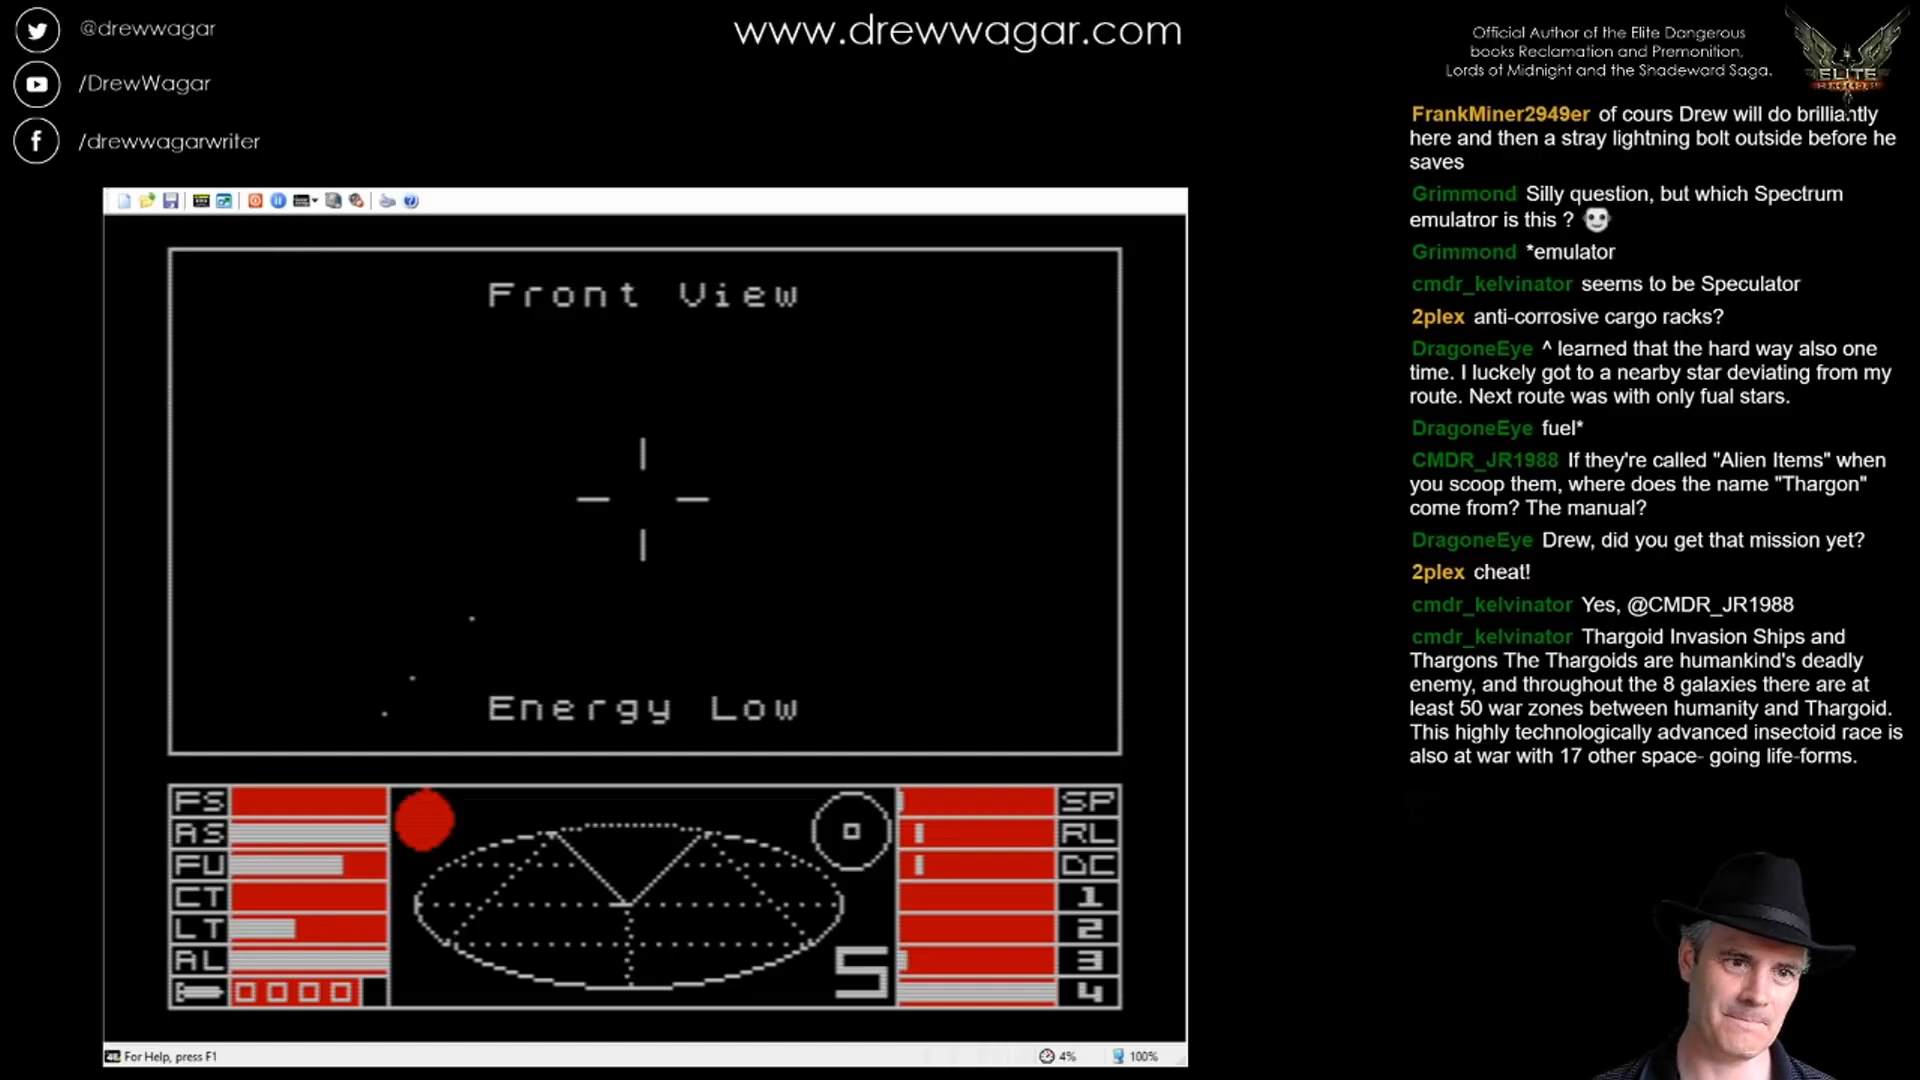 @drewwagar
/DrewWagar
/drewwagarwriter
www.drewwagar.com
Official Author of the Elite Dangerous
books Reclamation and Premonition,
Lords of Midnight and the Shadeward Saga.
ELITE
DANGEROUS
FrankMiner2949er of cours Drew will do brilliantly
here and then a stray lightning bolt outside before he
saves
Grimmond Silly question, but which Spectrum
emulatror is this ?
Grimmond *emulator
cmdr_kelvinator seems to be Speculator
2plex anti-corrosive cargo racks?
DragoneEye ^ learned that the hard way also one
time. I luckely got to a nearby star deviating from my
route. Next route was with only fual stars.
DragoneEye fuel*
CMDR_JR1988 If they're called "Alien Items" when
you scoop them, where does the name "Thargon"
come from? The manual?
DragoneEye Drew, did you get that mission yet?
2plex cheat!
cmdr_kelvinator Yes, @CMDR_JR1988
cmdr_kelvinator Thargoid Invasion Ships and
Thargons The Thargoids are humankind's deadly
enemy, and throughout the 8 galaxies there are at
least 50 war zones between humanity and Thargoid.
This highly technologically advanced insectoid race is
also at war with 17 other space- going life-forms.
Front View
Energy Low
FS
AS
FU
CT
LT
AL
S
SP
RL
DC
1
2
3
4
For Help, press F1
4%
100%